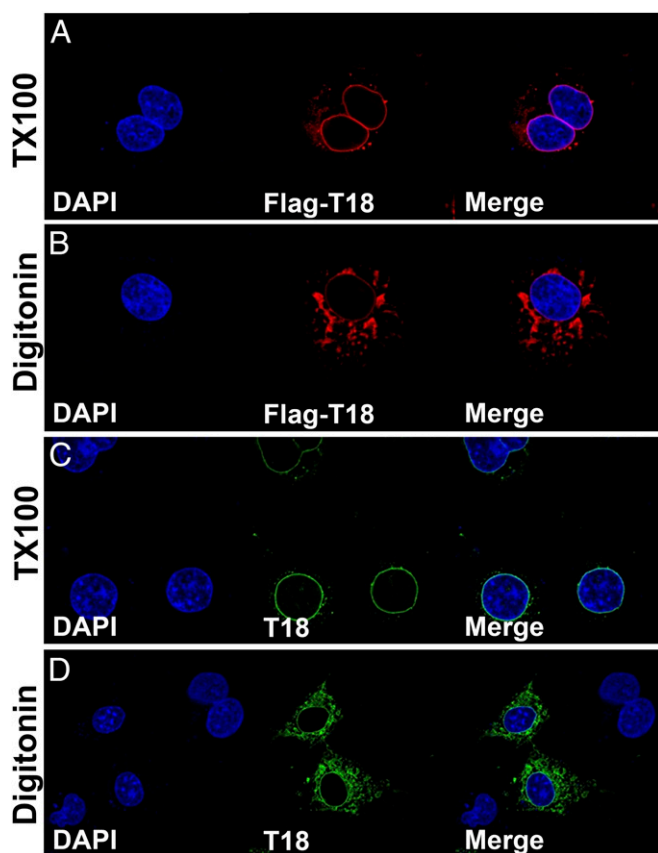 A
TX100
DAPI Flag-T18 Merge
B
Digitonin
DAPI Flag-T18 Merge
C
TX100
DAPI T18 Merge
D
Digitonin
DAPI T18 Merge